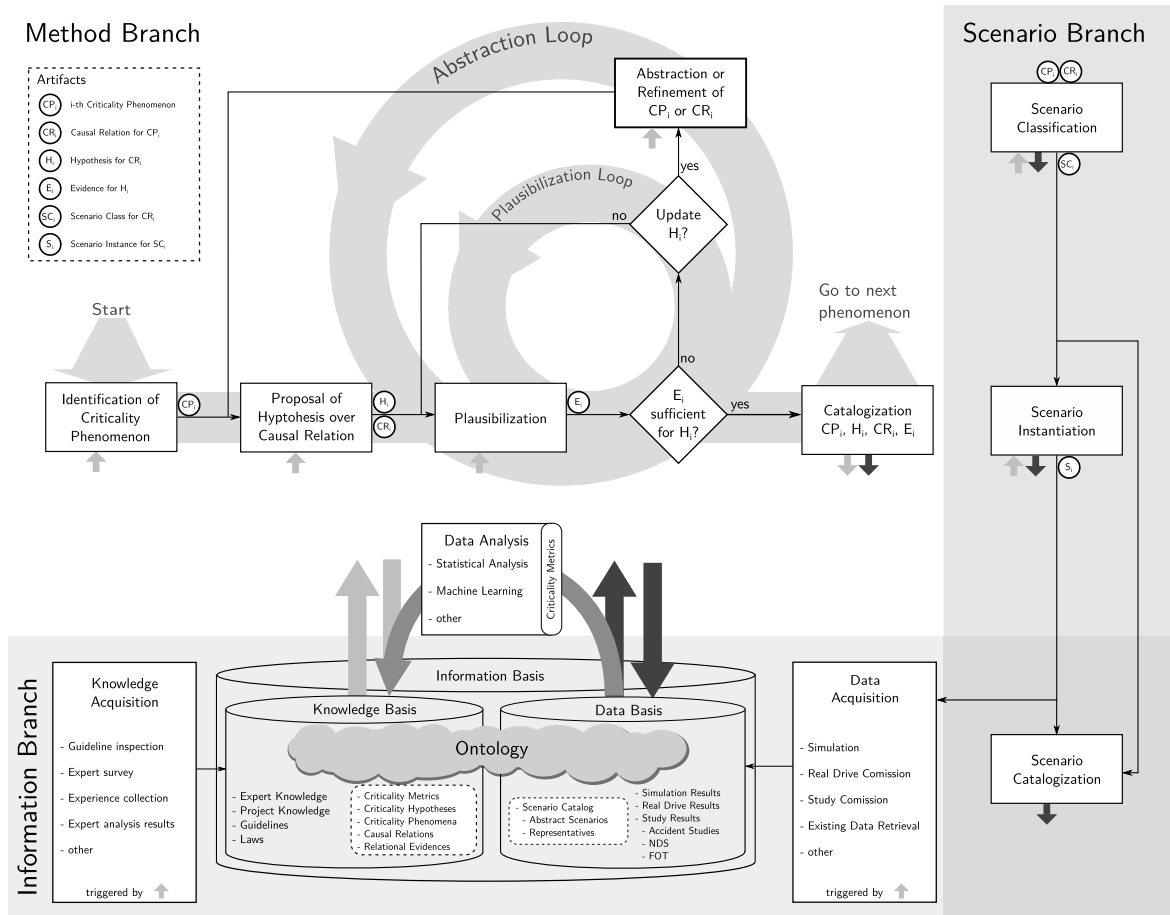 Method Branch
Scenario Branch
Artifacts
CPi i-th Criticality Phenomenon
CRi Causal Relation for CPi
Hi Hypothesis for CRi
Ei Evidence for Hi
SCi Scenario Class for CRi
Si Scenario Instance for SCi
Abstraction Loop
Plausibilization Loop
Abstraction or
Refinement of
CPi or CRi
yes
no
Update
Hi?
no
Start
Go to next
phenomenon
Identification of
Criticality
Phenomenon
CPi
Proposal of
Hyptohesis over
Causal Relation
Hi
CRi
Plausibilization
Ei
Ei
sufficient
for Hi?
yes
Catalogization
CPi, Hi, CRi, Ei
CPi CRi
Scenario
Classification
SCi
Scenario
Instantiation
Si
Scenario
Catalogization
Data Analysis
- Statistical Analysis
- Machine Learning
- other
Criticality Metrics
Information Branch
Knowledge
Acquisition
- Guideline inspection
- Expert survey
- Experience collection
- Expert analysis results
- other
triggered by
Information Basis
Knowledge Basis
Data Basis
Ontology
- Expert Knowledge
- Project Knowledge
- Guidelines
- Laws
- Criticality Metrics
- Criticality Hypotheses
- Criticality Phenomena
- Causal Relations
- Relational Evidences
- Scenario Catalog
- Abstract Scenarios
- Representatives
- Simulation Results
- Real Drive Results
- Study Results
- Accident Studies
- NDS
- FOT
Data
Acquisition
- Simulation
- Real Drive Comission
- Study Comission
- Existing Data Retrieval
- other
triggered by